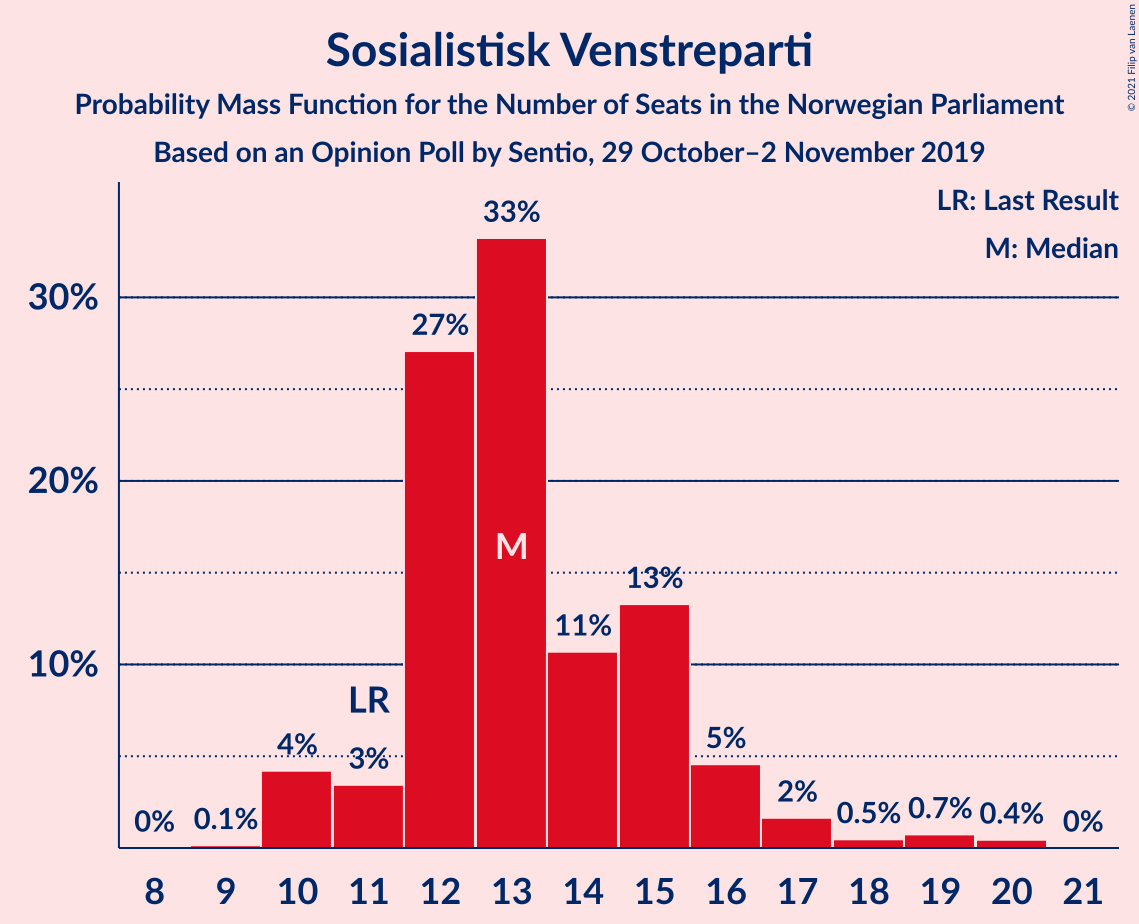 Sosialistisk Venstreparti
Probability Mass Function for the Number of Seats in the Norwegian Parliament
Based on an Opinion Poll by Sentio, 29 October–2 November 2019
© 2021 Filip van Laenen
LR: Last Result
M: Median
33%
30%
27%
20%
M
13%
11%
10%
LR
5%
4%
3%
2%
0%
0.1%
0.5%
0.7%
0.4%
0%
8 9 10 11 12 13 14 15 16 17 18 19 20 21